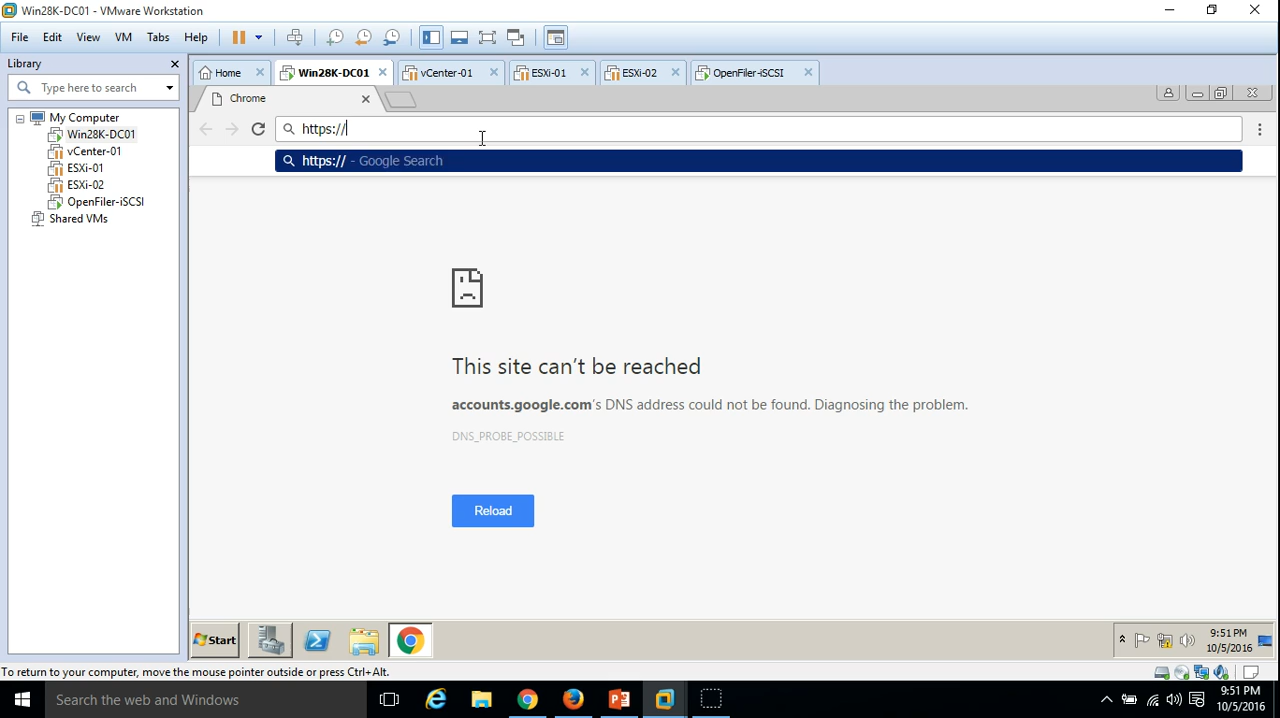 Win28K-DC01 - VMware Workstation
File Edit View VM Tabs Help
Library
Type here to search
My Computer
Win28K-DC01
vCenter-01
ESXi-01
ESXi-02
OpenFiler-iSCSI
Shared VMs
Home Win28K-DC01 vCenter-01 ESXi-01 ESXi-02 OpenFiler-iSCSI
Chrome
https://
https:// - Google Search
This site can't be reached
accounts.google.com's DNS address could not be found. Diagnosing the problem.
DNS_PROBE_POSSIBLE
Reload
Start
9:51 PM
10/5/2016
To return to your computer, move the mouse pointer outside or press Ctrl+Alt.
Search the web and Windows
9:51 PM
10/5/2016